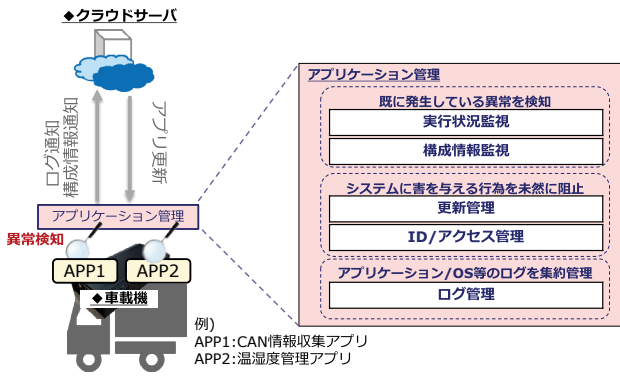 ◆クラウドサーバ
ログ通知
構成情報通知
アプリ更新
アプリケーション管理
異常検知
APP1
APP2
◆車載機
例)
APP1:CAN情報収集アプリ
APP2:温湿度管理アプリ
アプリケーション管理
既に発生している異常を検知
実行状況監視
構成情報監視
システムに害を与える行為を未然に阻止
更新管理
ID/アクセス管理
アプリケーション/OS等のログを集約管理
ログ管理